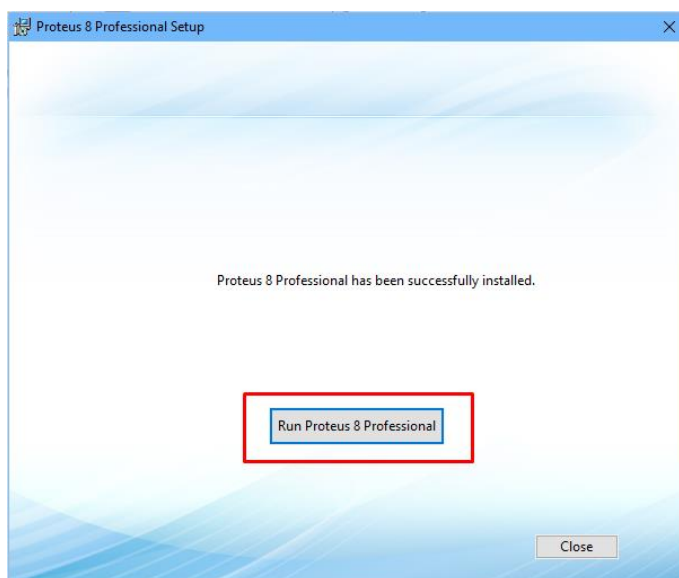 Proteus 8 Professional Setup
Proteus 8 Professional has been successfully installed.
Run Proteus 8 Professional
Close